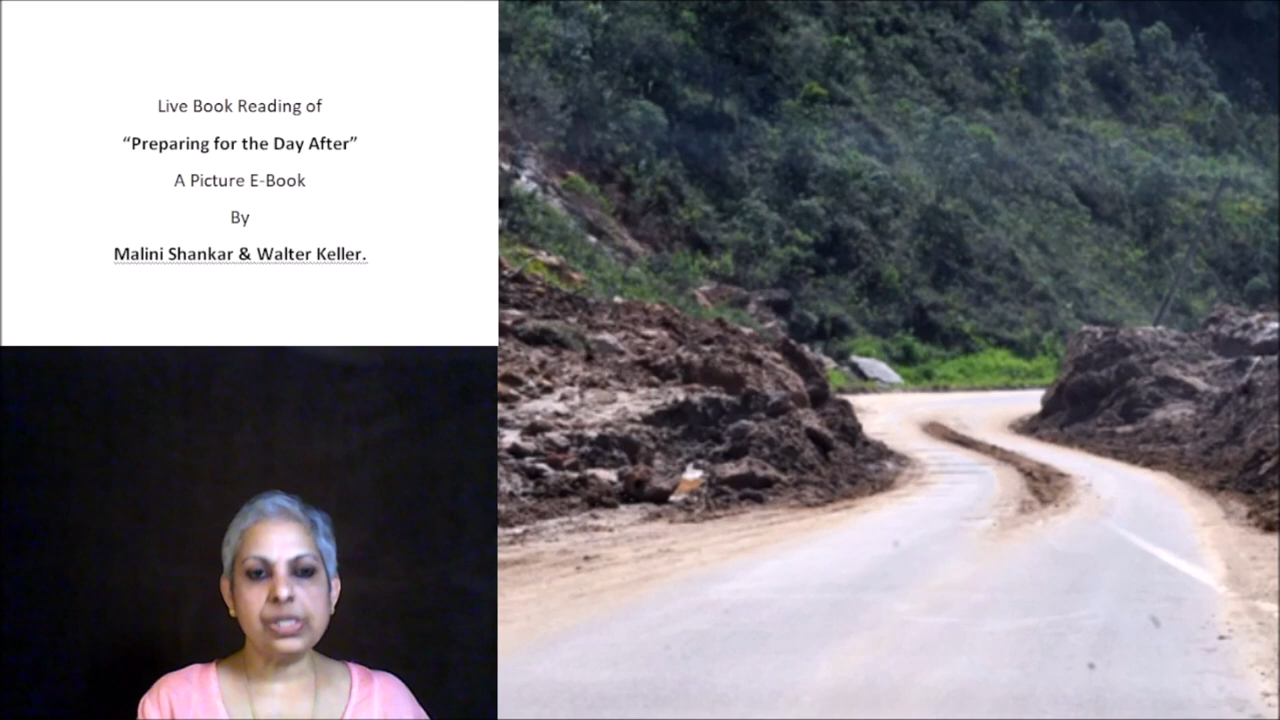 Live Book Reading of
“Preparing for the Day After”
A Picture E-Book
By
Malini Shankar & Walter Keller.